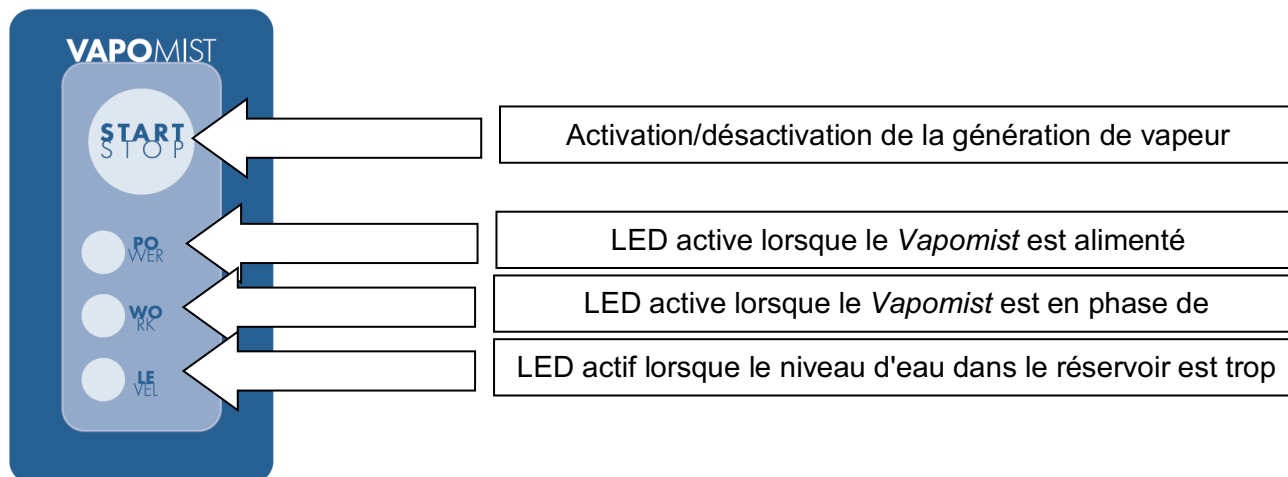 VAPOMIST
START
STOP
Activation/désactivation de la génération de vapeur
PO
WER
LED active lorsque le Vapomist est alimenté
WO
RK
LED active lorsque le Vapomist est en phase de
LE
VEL
LED actif lorsque le niveau d'eau dans le réservoir est trop